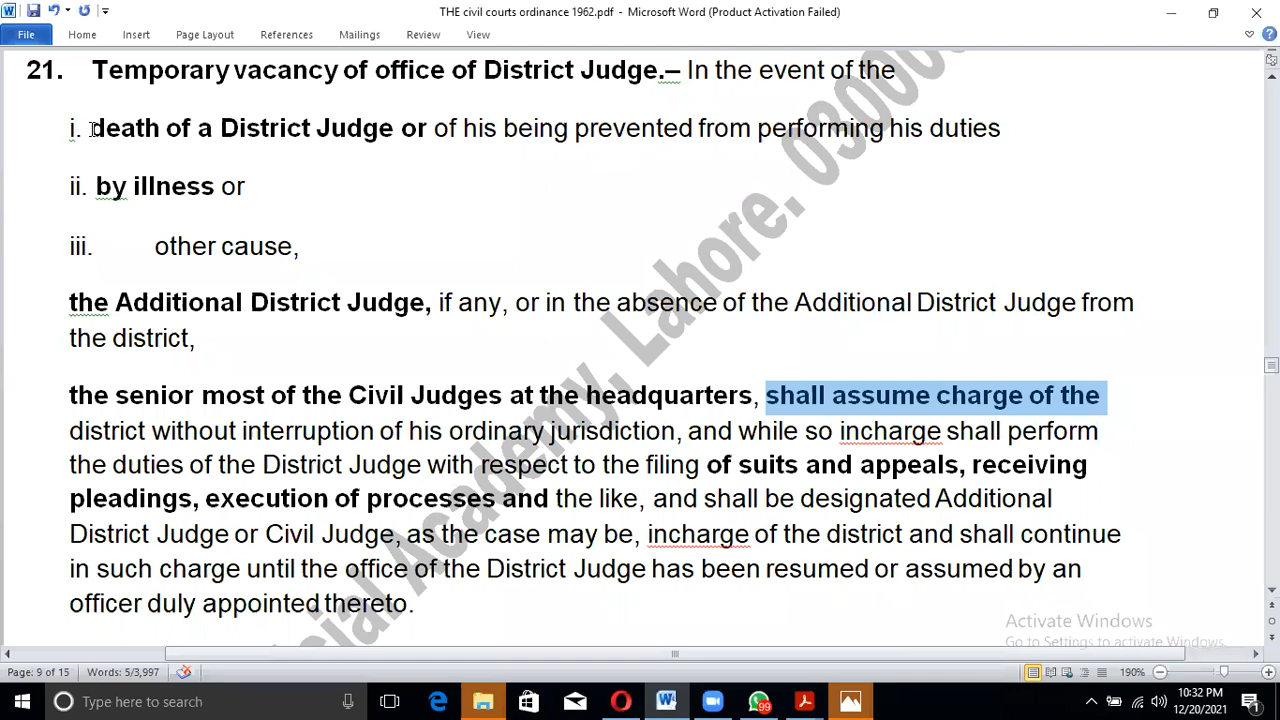 THE civil courts ordinance 1962.pdf - Microsoft Word (Product Activation Failed)
File Home Insert Page Layout References Mailings Review View
21. Temporary vacancy of office of District Judge.– In the event of the
i. death of a District Judge or of his being prevented from performing his duties
ii. by illness or
iii. other cause,
the Additional District Judge, if any, or in the absence of the Additional District Judge from
the district,
the senior most of the Civil Judges at the headquarters, shall assume charge of the
district without interruption of his ordinary jurisdiction, and while so incharge shall perform
the duties of the District Judge with respect to the filing of suits and appeals, receiving
pleadings, execution of processes and the like, and shall be designated Additional
District Judge or Civil Judge, as the case may be, incharge of the district and shall continue
in such charge until the office of the District Judge has been resumed or assumed by an
officer duly appointed thereto.
Academy, Lahore. 03000
Activate Windows
Go to Settings to activate Windows.
Page: 9 of 15 Words: 5/3,997 190%
Type here to search 99 10:32 PM
12/20/2021